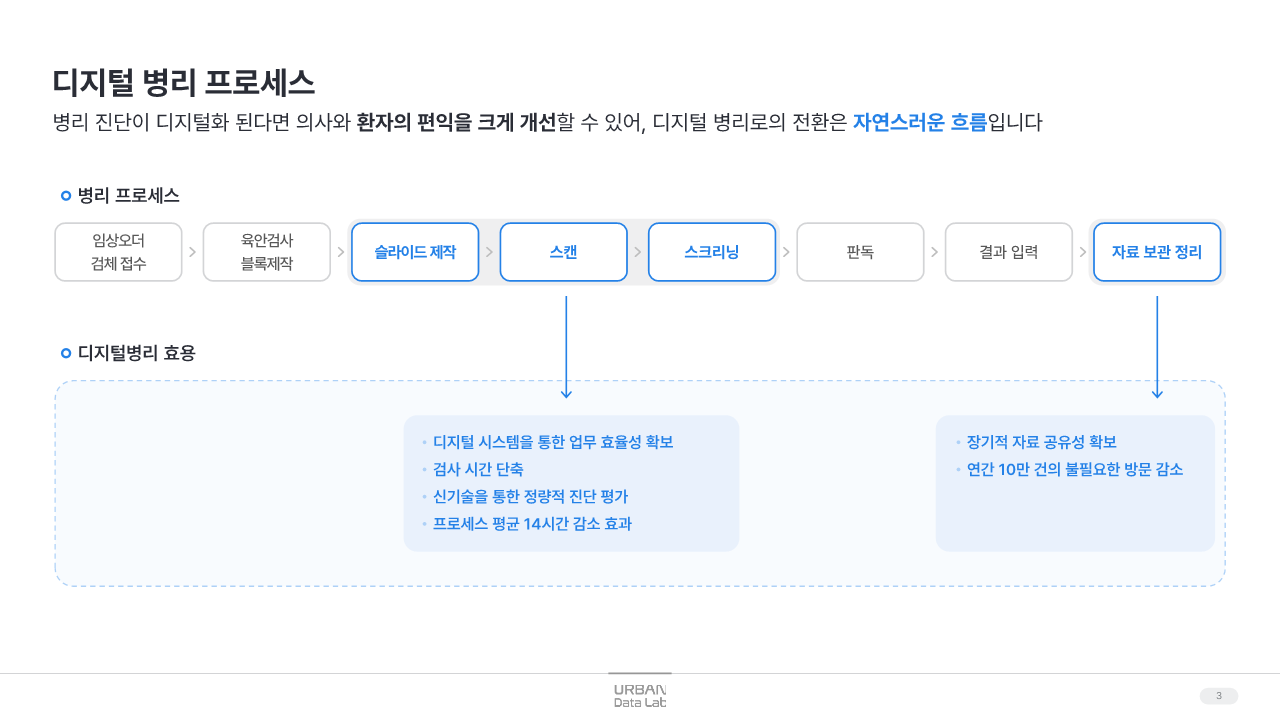 디지털 병리 프로세스
병리 진단이 디지털화 된다면 의사와 환자의 편익을 크게 개선할 수 있어, 디지털 병리로의 전환은 자연스러운 흐름입니다
병리 프로세스
임상오더
검체 접수
육안검사
블록제작
슬라이드 제작
스캔
스크리닝
판독
결과 입력
자료 보관 정리
디지털병리 효용
• 디지털 시스템을 통한 업무 효율성 확보
• 검사 시간 단축
• 신기술을 통한 정량적 진단 평가
• 프로세스 평균 14시간 감소 효과
• 장기적 자료 공유성 확보
• 연간 10만 건의 불필요한 방문 감소
URBAN
Data Lab
3